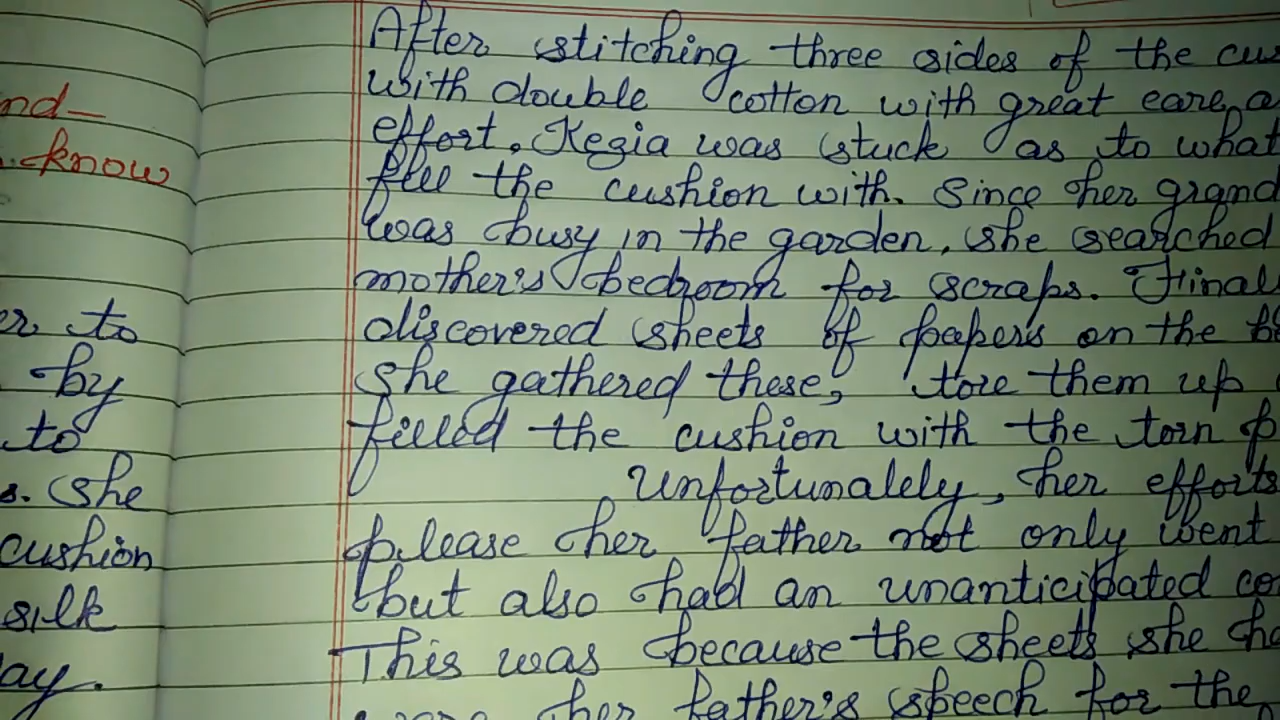 nd-
know
er to
by
to
s. She
cushion
silk
ay.
After stitching three sides of the
with double cotton with great care
effort, Kezia was stuck as to what
fill the cushion with. Since her grand
was busy in the garden, she searched
mother's bedroom for scraps. Final
discovered sheets of papers on the
She gathered these, tore them up
filled the cushion with the torn
Unfortunalely, her efforts
please her father not only went
but also had an unanticipated
This was because the sheets she
her father's speech for the